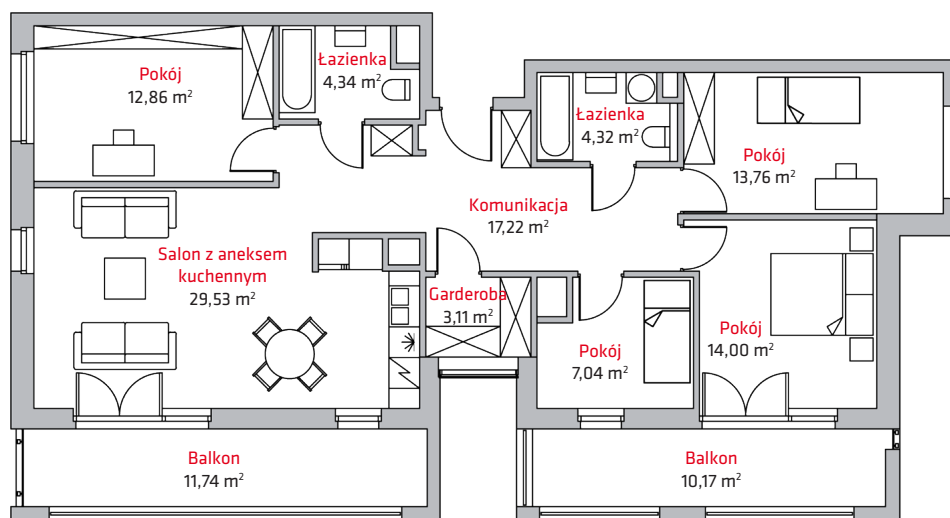 Pokój
12,86 m²
Łazienka
4,34 m²
Łazienka
4,32 m²
Pokój
13,76 m²
Komunikacja
17,22 m²
Salon z aneksem
kuchennym
29,53 m²
Garderoba
3,11 m²
Pokój
7,04 m²
Pokój
14,00 m²
Balkon
11,74 m²
Balkon
10,17 m²